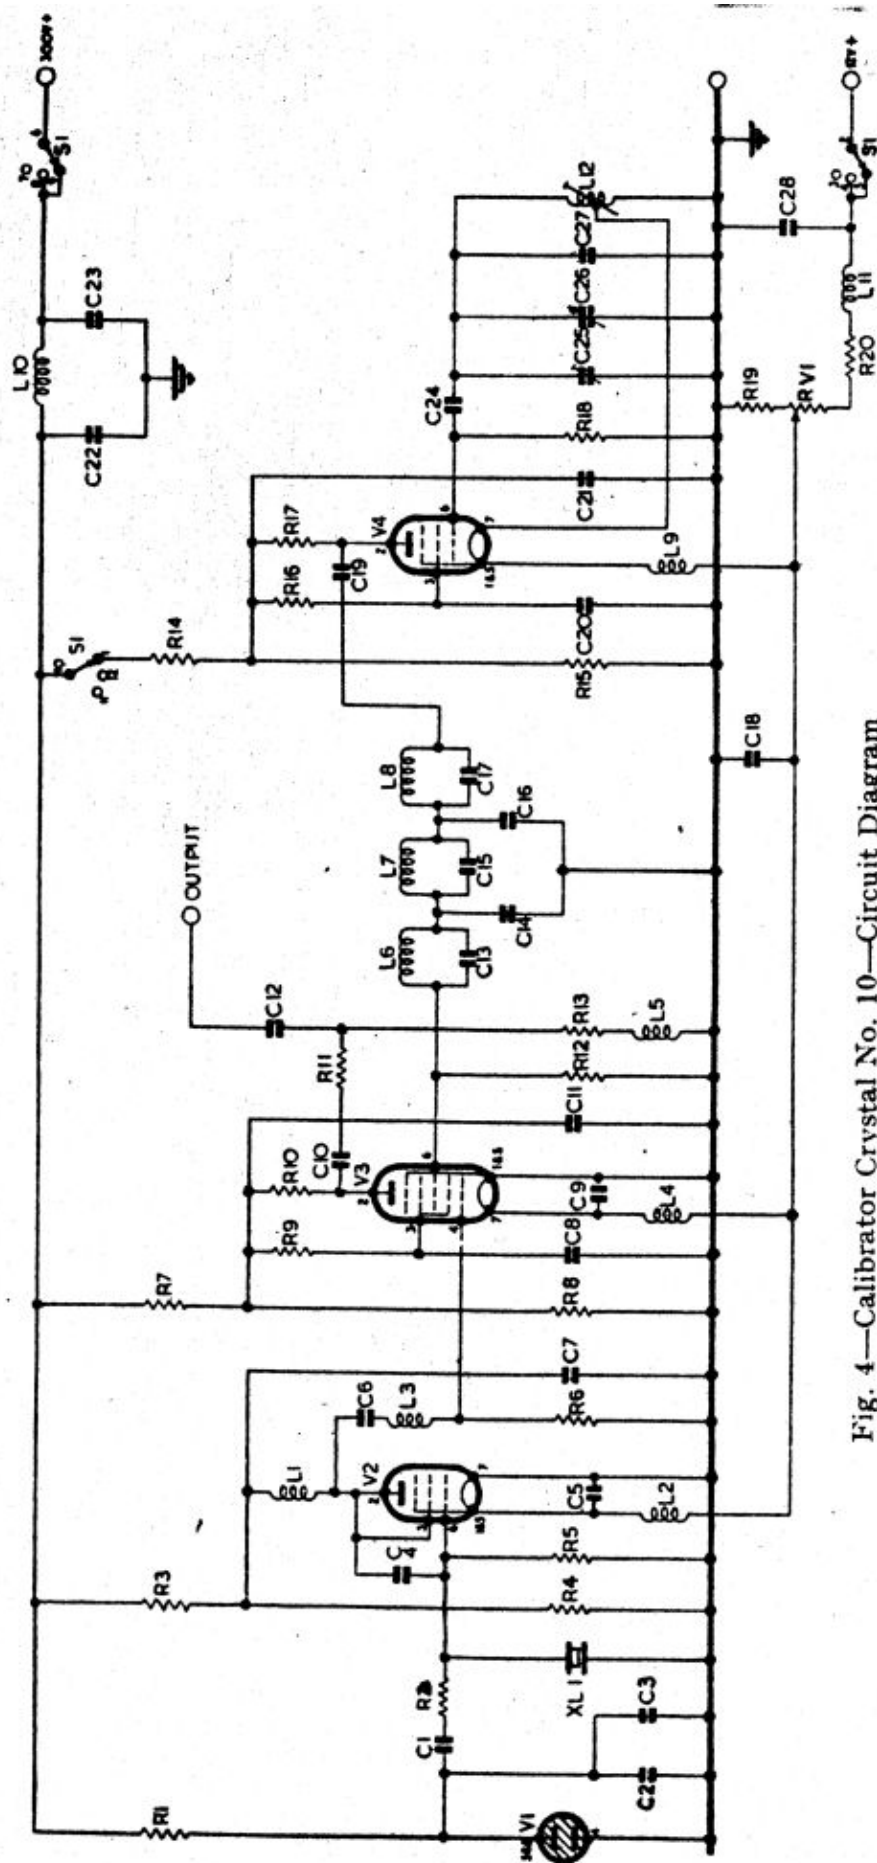 300V+
S1
L10
C22
C23
S1
R14
OUTPUT
C12
R11
C10
R10
R9
V3
R7
R3
R1
L1
C6
L3
V2
C4
R16
R17
C19
V4
C24
L6
L7
L8
C13
C15
C17
C14
C16
C1
XL1
C2
C3
V1
R4
R5
C5
L2
R6
C7
R8
C8
C9
L4
C11
R12
R13
L5
R15
C20
L9
C21
R18
C25
C26
C27
L12
C18
C28
R19
RV1
R20
L11
S1
Fig. 4—Calibrator Crystal No. 10—Circuit Diagram